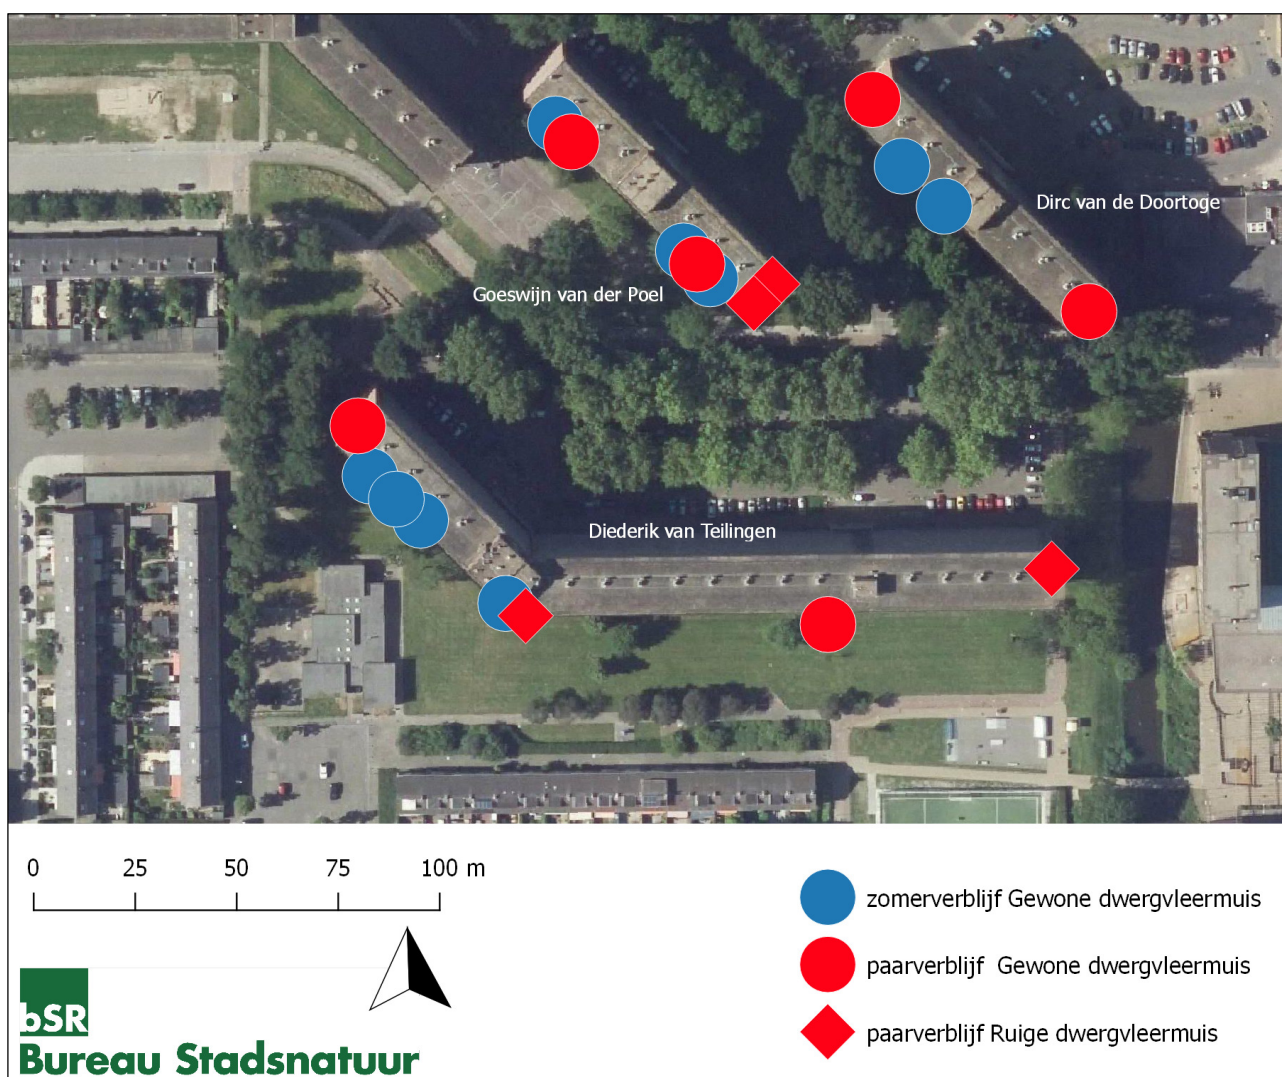 Dirc van de Doortoge
Goeswijn van der Poel
Diederik van Teilingen
0 25 50 75 100 m
zomerverblijf Gewone dwergvleermuis
paarverblijf Gewone dwergvleermuis
paarverblijf Ruige dwergvleermuis
bSR
Bureau Stadsnatuur